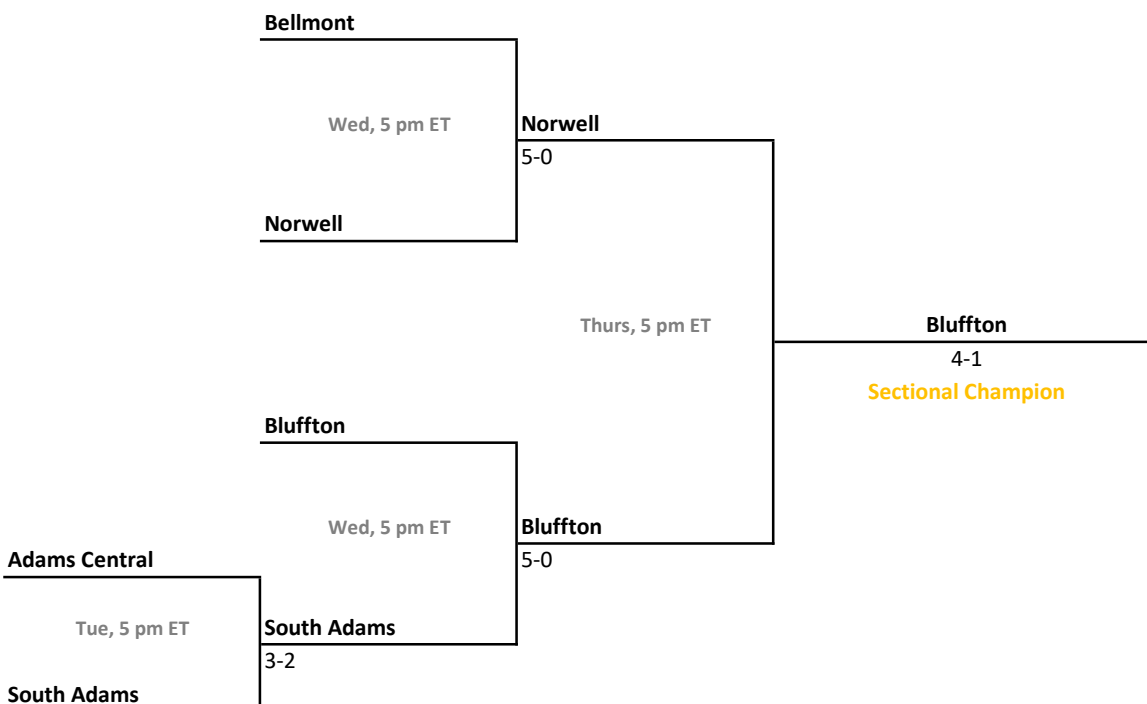 Bellmont
Wed, 5 pm ET
Norwell
5-0
Norwell
Thurs, 5 pm ET
Bluffton
4-1
Sectional Champion
Bluffton
Wed, 5 pm ET
Bluffton
5-0
Adams Central
Tue, 5 pm ET
South Adams
3-2
South Adams